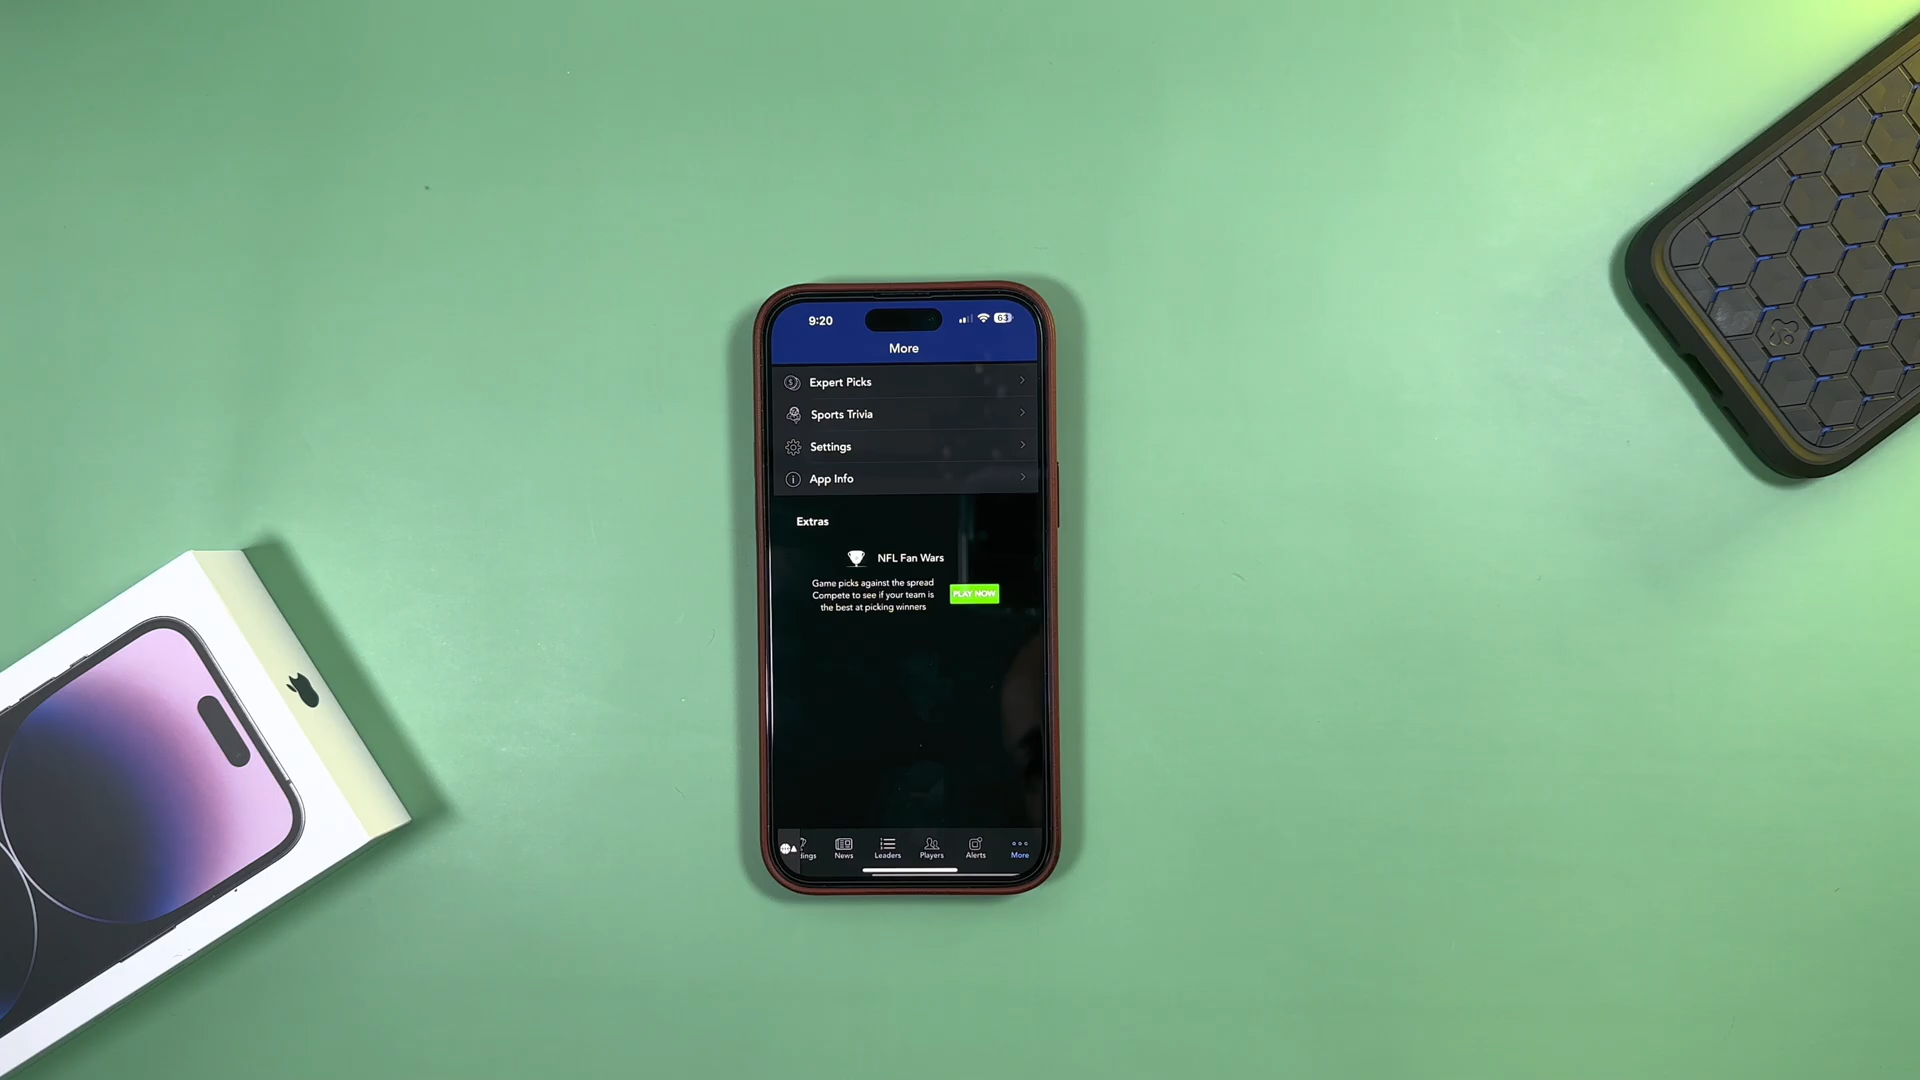 9:20
63
More
Expert Picks
Sports Trivia
Settings
App Info
Extras
NFL Fan Wars
Game picks against the spread
Compete to see if your team is
the best at picking winners
PLAY NOW
dings
News
Leaders
Players
Alerts
More